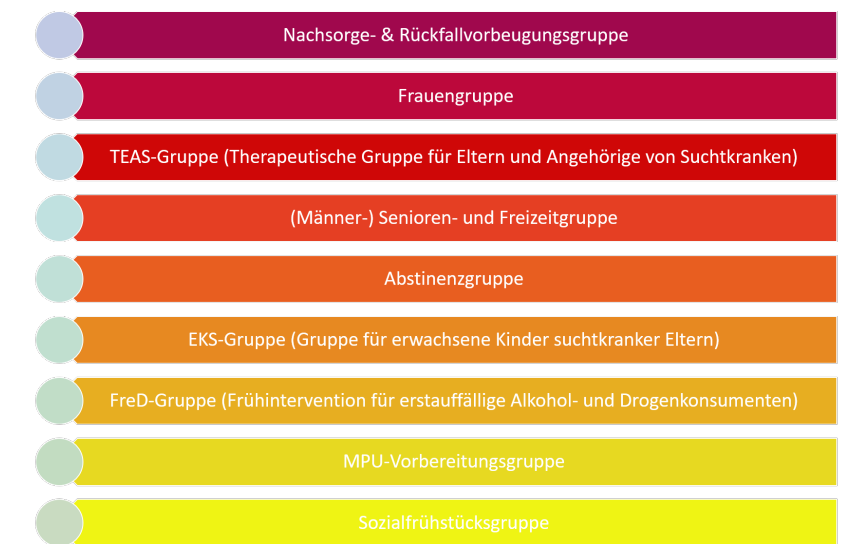 Nachsorge- & Rückfallvorbeugungsgruppe
Frauengruppe
TEAS-Gruppe (Therapeutische Gruppe für Eltern und Angehörige von Suchtkranken)
(Männer-) Senioren- und Freizeitgruppe
Abstinenzgruppe
EKS-Gruppe (Gruppe für erwachsene Kinder suchtkranker Eltern)
FreD-Gruppe (Frühintervention für erstauffällige Alkohol- und Drogenkonsumenten)
MPU-Vorbereitungsgruppe
Sozialfrühstücksgruppe